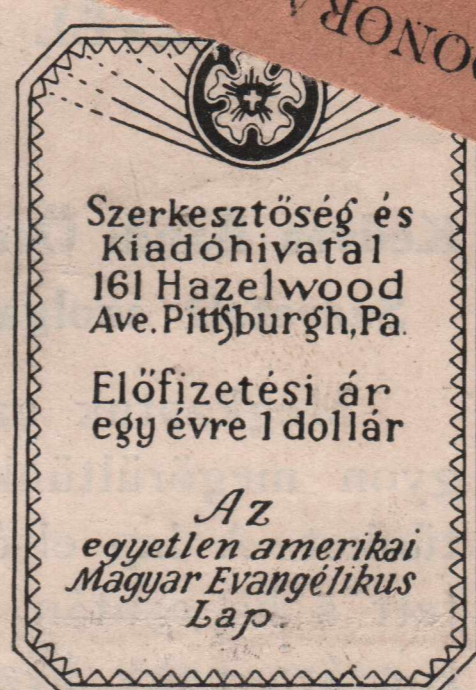 Szerkesztőség és
Kiadóhivatal
161 Hazelwood
Ave. Pittsburgh, Pa.
Előfizetési ár
egy évre 1 dollár
Az
egyetlen amerikai
Magyar Evangélikus
Lap.